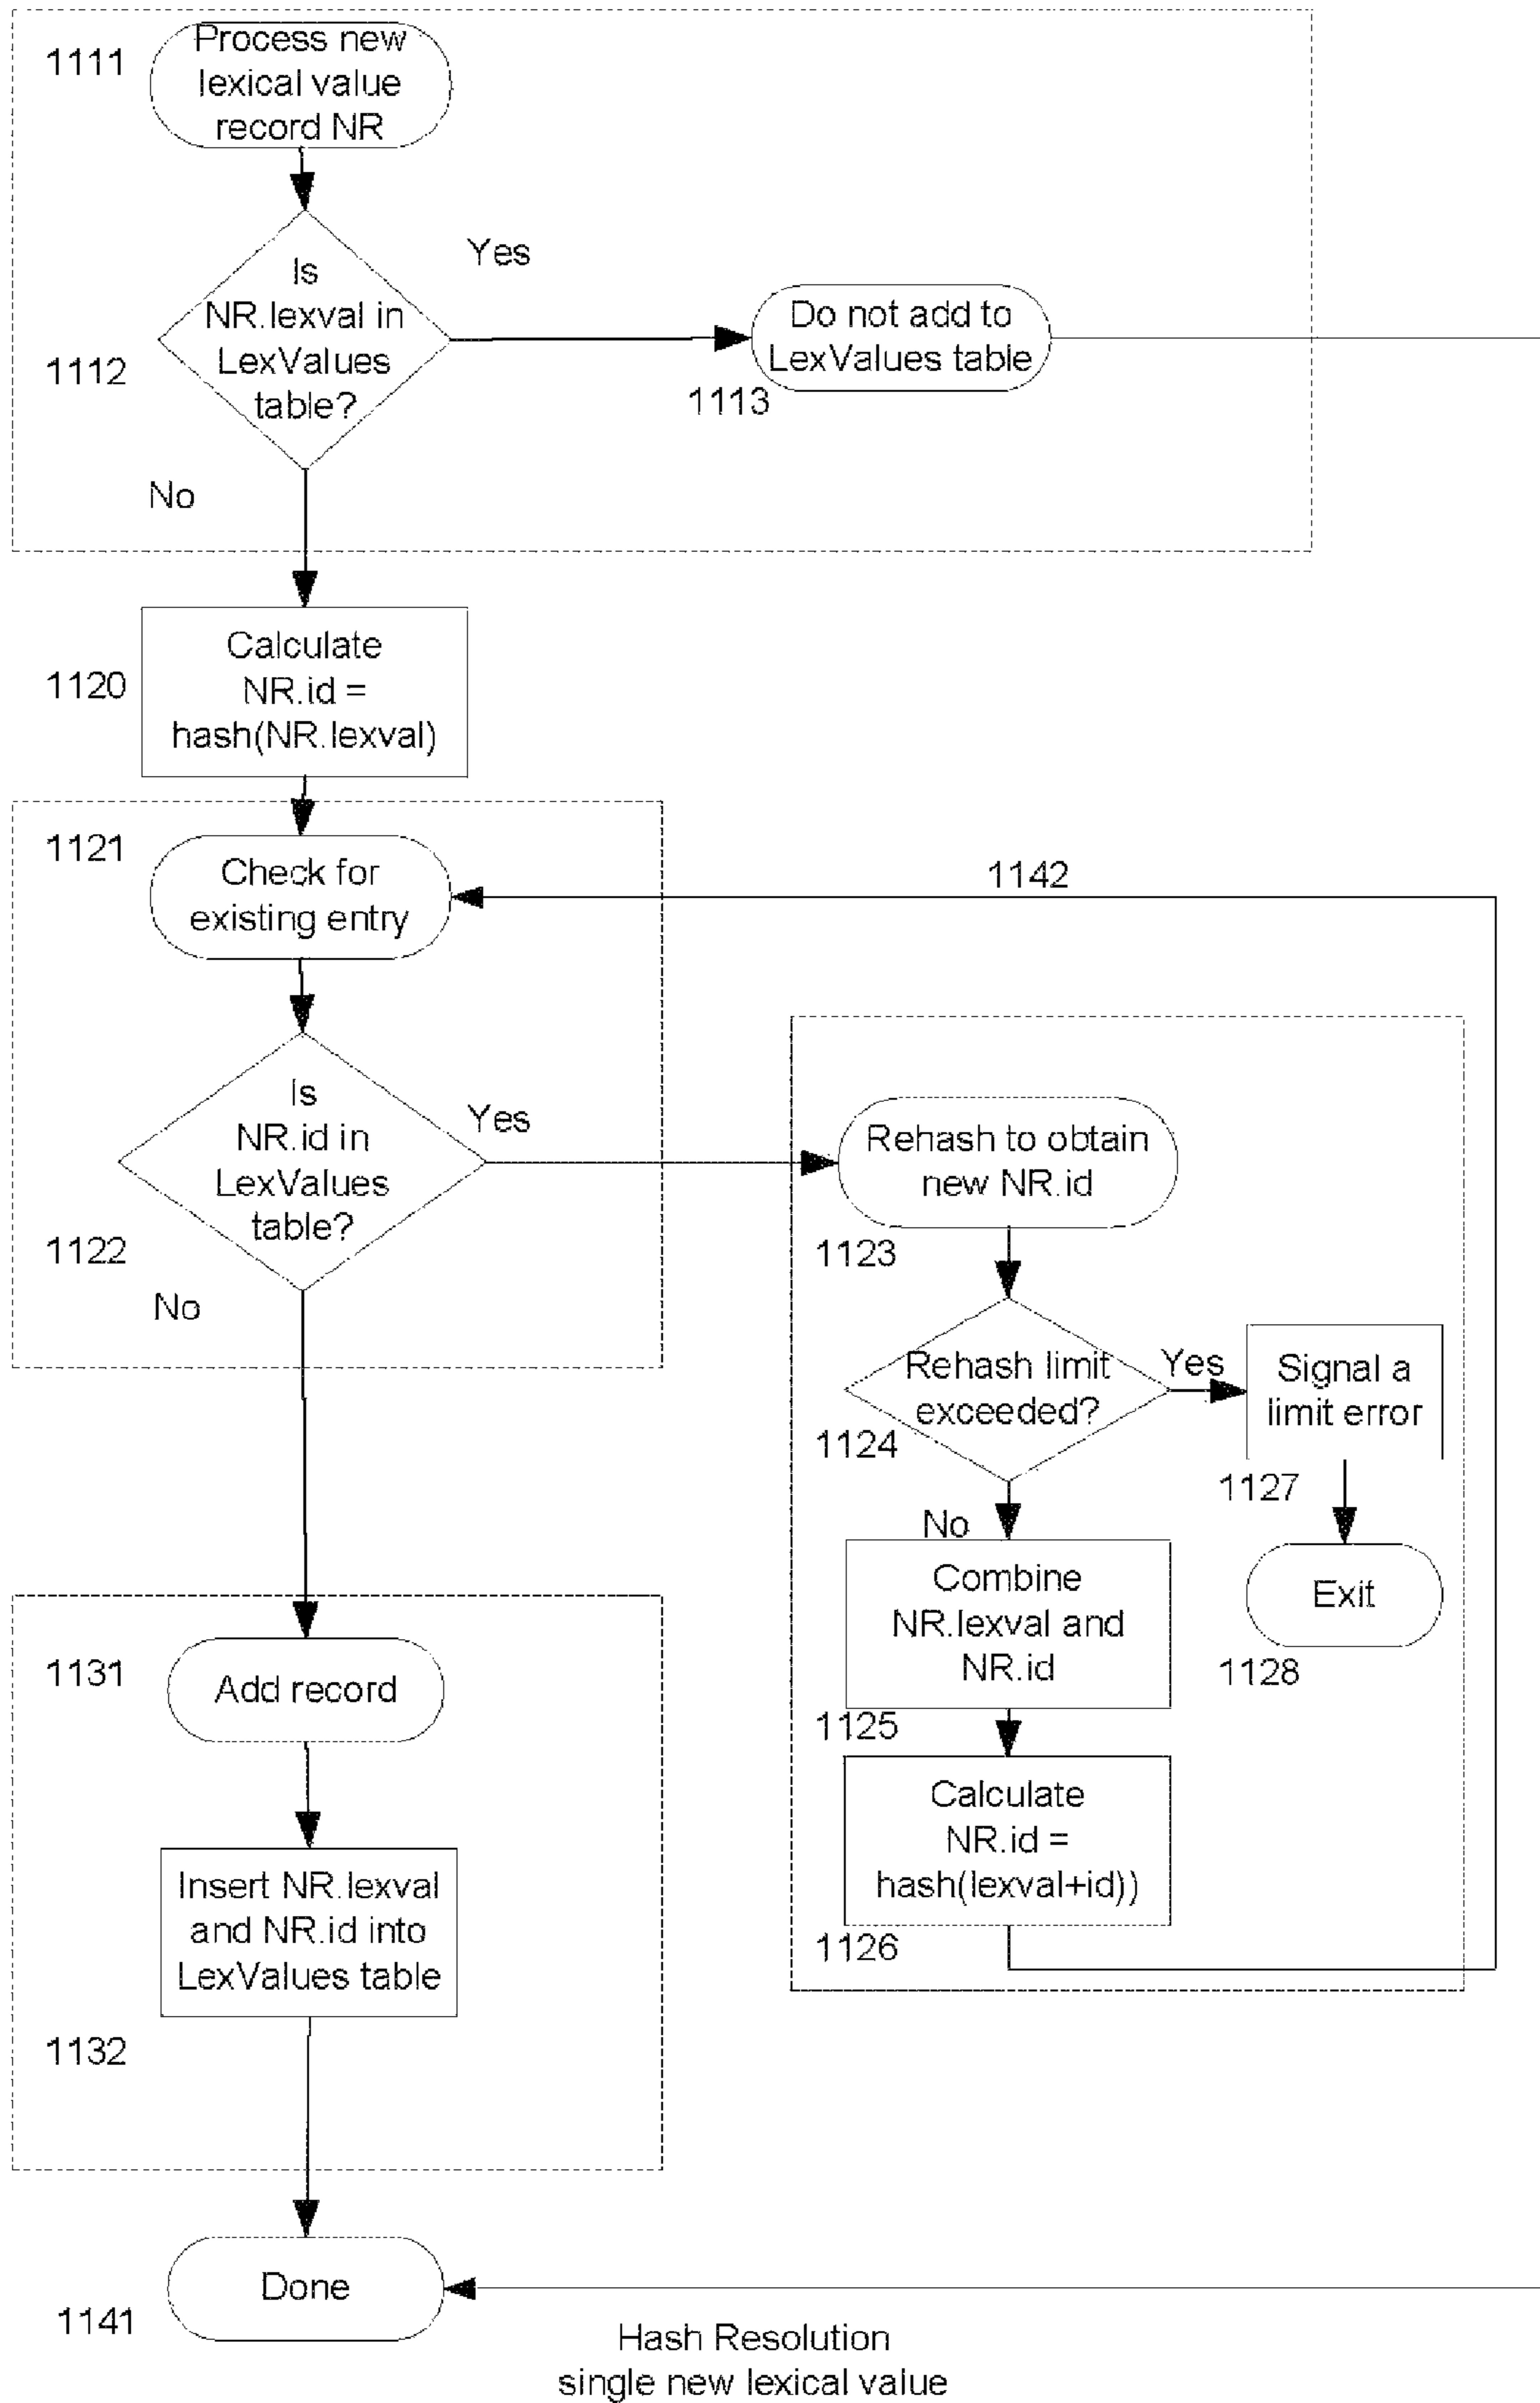 1111
Process new
lexical value
record NR
Yes
Is
NR.lexval in
LexValues
table?
1112
Do not add to
LexValues table
1113
No
Calculate
NR.id =
hash(NR.lexval)
1120
1121
Check for
existing entry
1142
Is
NR.id in
LexValues
table?
Yes
1122
No
Rehash to obtain
new NR.id
1123
Rehash limit
exceeded?
Yes
1124
Signal a
limit error
1127
No
Combine
NR.lexval and
NR.id
1125
Exit
1128
Calculate
NR.id =
hash(lexval+id))
1126
1131
Add record
Insert NR.lexval
and NR.id into
LexValues table
1132
Done
1141
Hash Resolution
single new lexical value